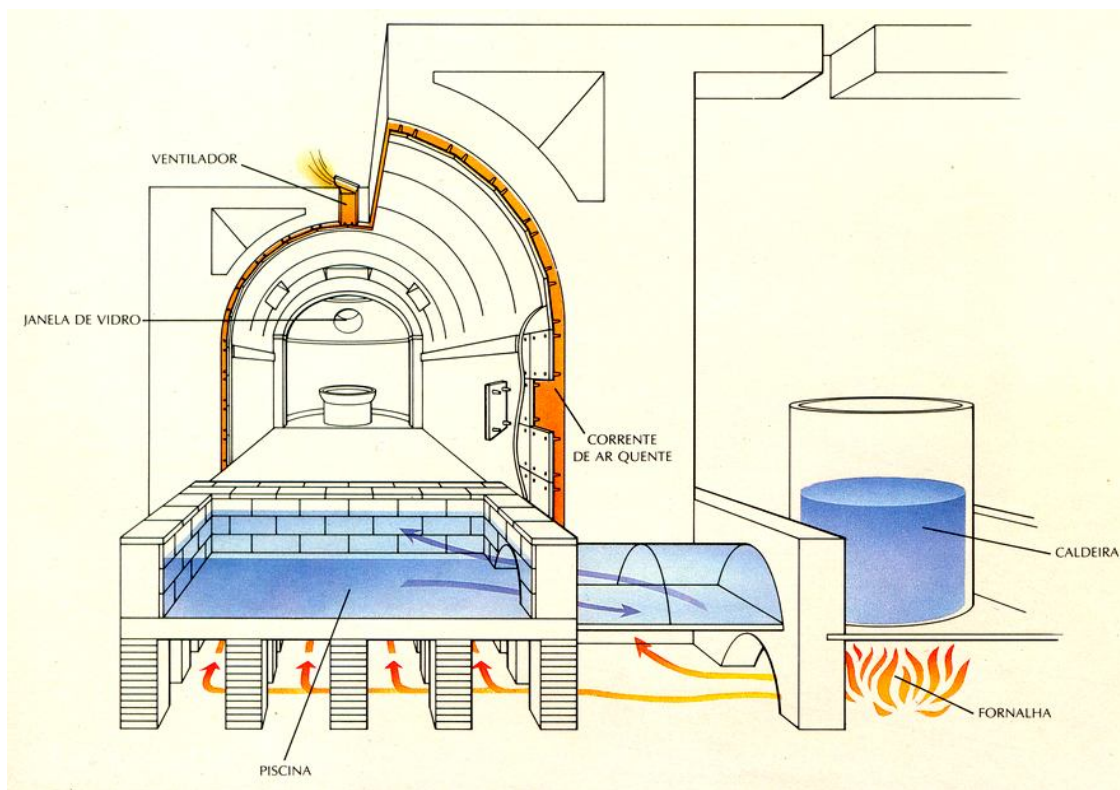 VENTILADOR
JANELA DE VIDRO
CORRENTE
DE AR QUENTE
CALDEIRA
FORNALHA
PISCINA